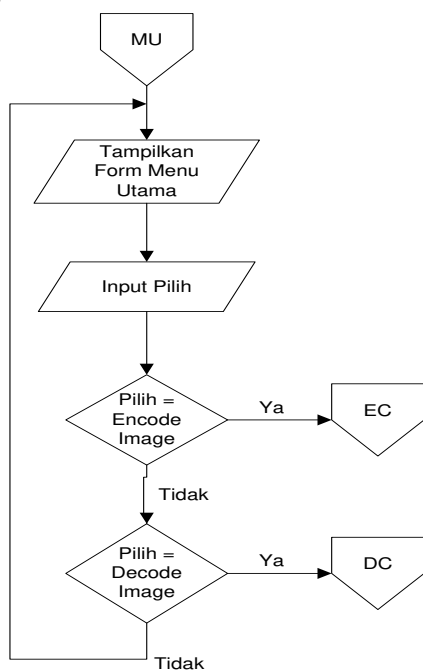 MU
Tampilkan
Form Menu
Utama
Input Pilih
Pilih =
Encode
Image
Ya
EC
Tidak
Pilih =
Decode
Image
Ya
DC
Tidak